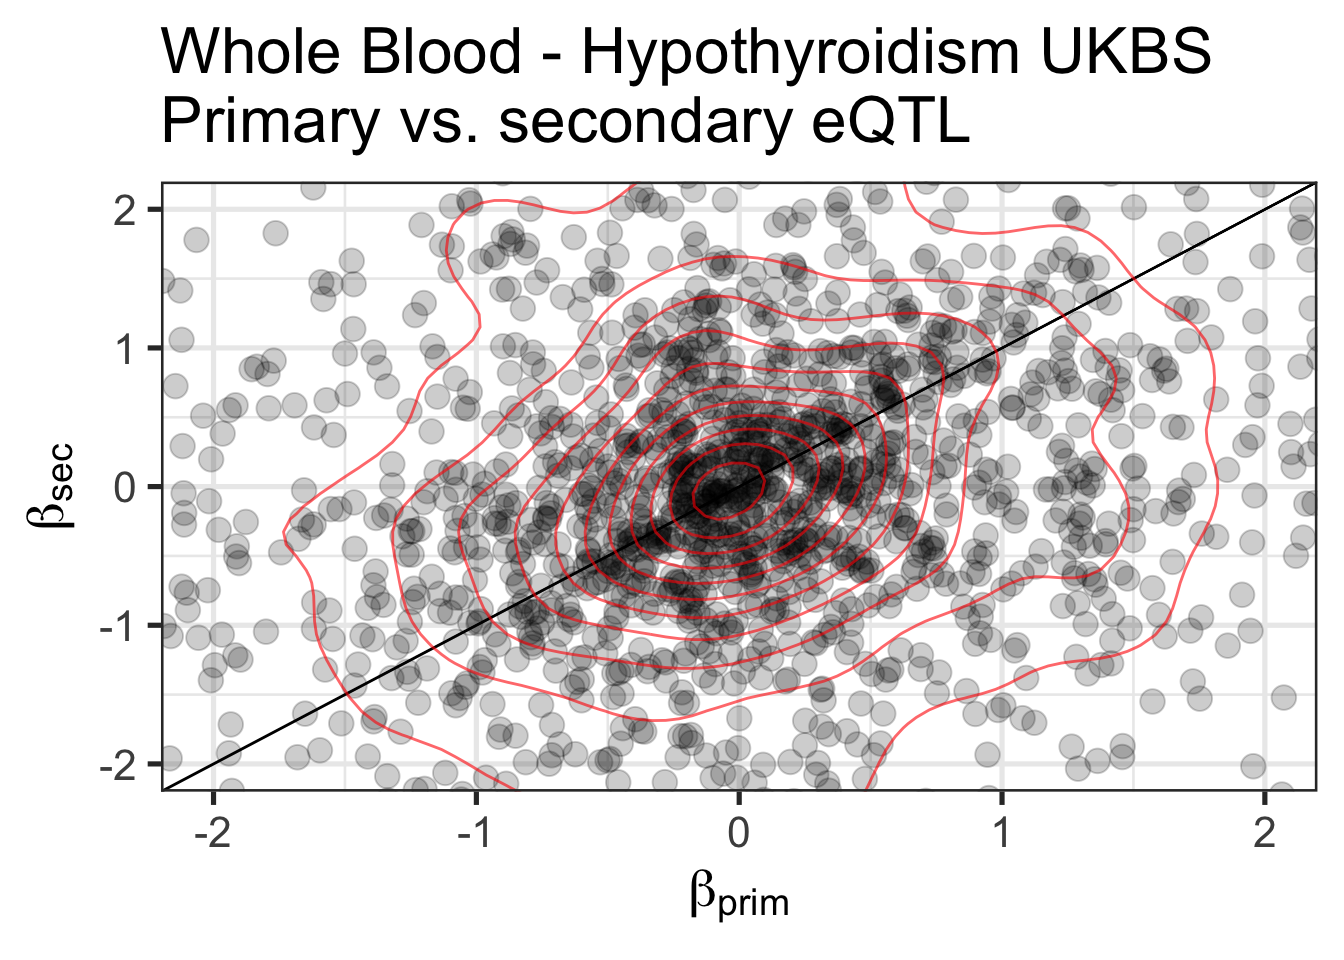 Whole Blood - Hypothyroidism UKBS
Primary vs. secondary eQTL
2
1
0
-1
-2
βsec
-2 -1 0 1 2
βprim